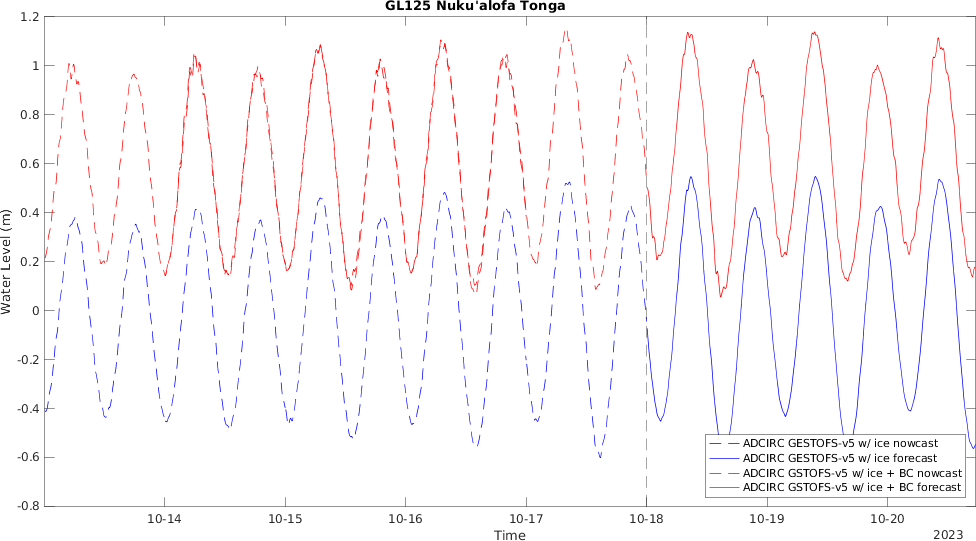 GL125 Nuku'alofa Tonga
1.2
1
0.8
0.6
0.4
0.2
0
-0.2
-0.4
-0.6
-0.8
Water Level (m)
10-14 10-15 10-16 10-17 10-18 10-19 10-20
Time
2023
ADCIRC GESTOFS-v5 w/ ice nowcast
ADCIRC GESTOFS-v5 w/ ice forecast
ADCIRC GSTOFS-v5 w/ ice + BC nowcast
ADCIRC GSTOFS-v5 w/ ice + BC forecast